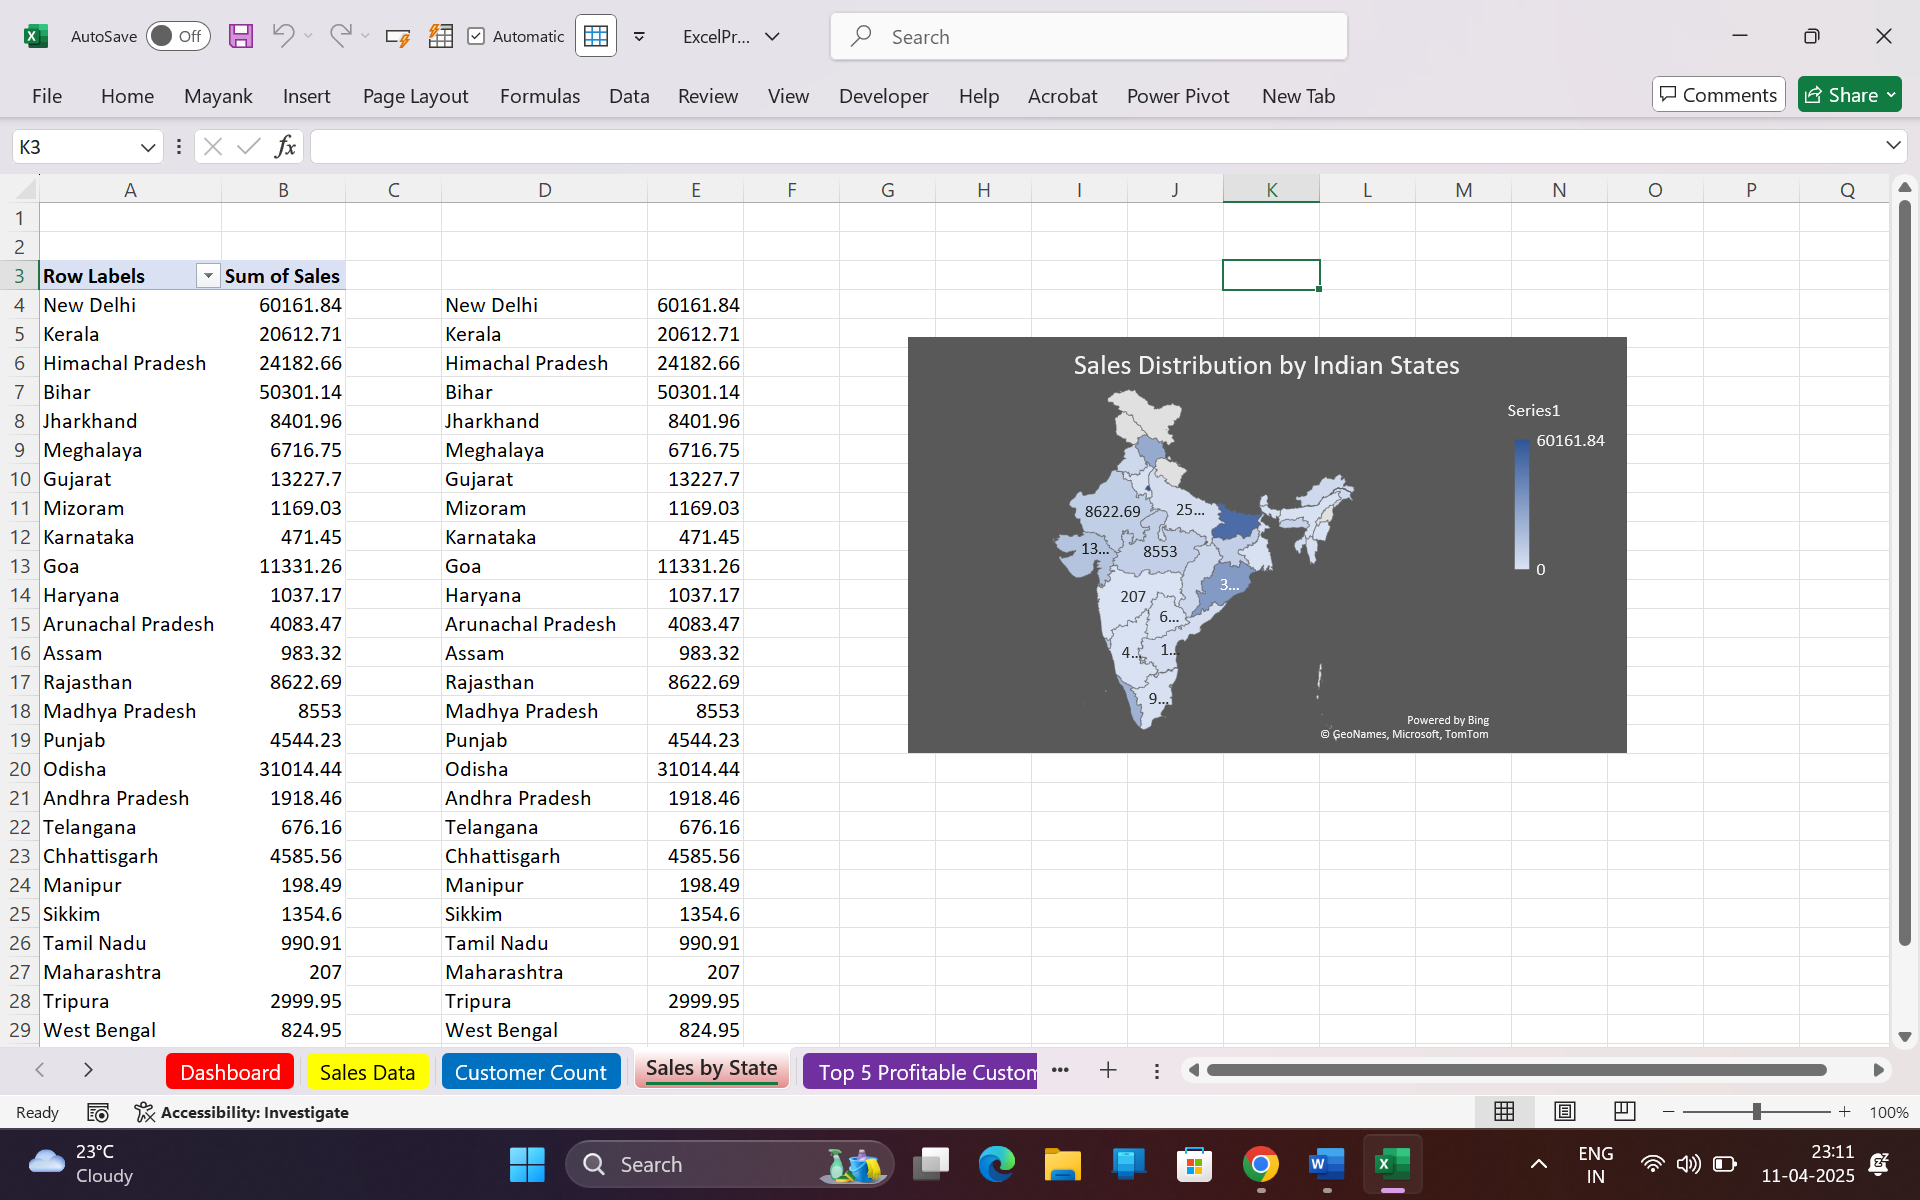 AutoSave Off Automatic ExcelPr... Search
File Home Mayank Insert Page Layout Formulas Data Review View Developer Help Acrobat Power Pivot New Tab Comments Share
K3 fx
A B C D E F G H I J K L M N O P Q
1
2
3 Row Labels Sum of Sales
4 New Delhi 60161.84 New Delhi 60161.84
5 Kerala 20612.71 Kerala 20612.71
6 Himachal Pradesh 24182.66 Himachal Pradesh 24182.66
7 Bihar 50301.14 Bihar 50301.14
8 Jharkhand 8401.96 Jharkhand 8401.96
9 Meghalaya 6716.75 Meghalaya 6716.75
10 Gujarat 13227.7 Gujarat 13227.7
11 Mizoram 1169.03 Mizoram 1169.03
12 Karnataka 471.45 Karnataka 471.45
13 Goa 11331.26 Goa 11331.26
14 Haryana 1037.17 Haryana 1037.17
15 Arunachal Pradesh 4083.47 Arunachal Pradesh 4083.47
16 Assam 983.32 Assam 983.32
17 Rajasthan 8622.69 Rajasthan 8622.69
18 Madhya Pradesh 8553 Madhya Pradesh 8553
19 Punjab 4544.23 Punjab 4544.23
20 Odisha 31014.44 Odisha 31014.44
21 Andhra Pradesh 1918.46 Andhra Pradesh 1918.46
22 Telangana 676.16 Telangana 676.16
23 Chhattisgarh 4585.56 Chhattisgarh 4585.56
24 Manipur 198.49 Manipur 198.49
25 Sikkim 1354.6 Sikkim 1354.6
26 Tamil Nadu 990.91 Tamil Nadu 990.91
27 Maharashtra 207 Maharashtra 207
28 Tripura 2999.95 Tripura 2999.95
29 West Bengal 824.95 West Bengal 824.95
Sales Distribution by Indian States
Series1
60161.84
0
8622.69 25...
13... 8553
3...
207
6...
4... 1...
9...
Powered by Bing
© GeoNames, Microsoft, TomTom
Dashboard Sales Data Customer Count Sales by State Top 5 Profitable Custom ...
Ready Accessibility: Investigate 100%
23°C
Cloudy
Search
ENG
IN
23:11
11-04-2025